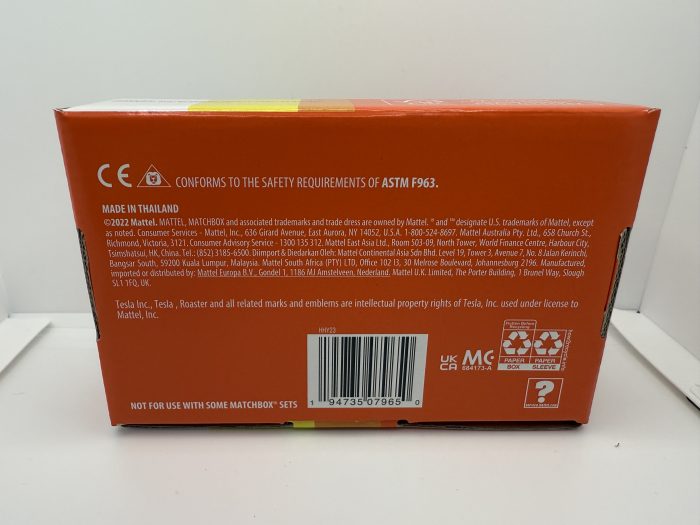 CE CONFORMS TO THE SAFETY REQUIREMENTS OF ASTM F963.
MADE IN THAILAND
©2022 Mattel. MATTEL, MATCHBOX and associated trademarks and trade dress are owned by Mattel. ® and ™ designate U.S. trademarks of Mattel, except
as noted. Consumer Services - Mattel, Inc., 636 Girard Avenue, East Aurora, NY 14052, U.S.A. 1-800-524-8697. Mattel Australia Pty. Ltd., 658 Church St.,
Richmond, Victoria, 3121. Consumer Advisory Service - 1300 135 312. Mattel East Asia Ltd., Room 503-09, North Tower, World Finance Centre, Harbour City,
Tsimshatsui, HK, China. Tel.: (852) 3185-6500. Diimport & Diedarkan Oleh: Mattel Continental Asia Sdn Bhd. Level 19, Tower 3, Avenue 7, No. 8 Jalan Kerinchi,
Bangsar South, 59200 Kuala Lumpur, Malaysia. Mattel South Africa (PTY) LTD, Office 102 I3, 30 Melrose Boulevard, Johannesburg 2196. Manufactured,
imported or distributed by: Mattel Europa B.V., Gondel 1, 1186 MJ Amstelveen, Nederland. Mattel U.K. Limited, The Porter Building, 1 Brunel Way, Slough
SL1 1FQ, UK.
Tesla Inc., Tesla , Roaster and all related marks and emblems are intellectual property rights of Tesla, Inc. used under license to
Mattel, Inc.
HHY23
1 94735 07965 0
NOT FOR USE WITH SOME MATCHBOX® SETS
UK
CA
664173-A
Flatten Before
Recycling
PAPER PAPER
BOX SLEEVE
how2recycle.info
?
service.mattel.com